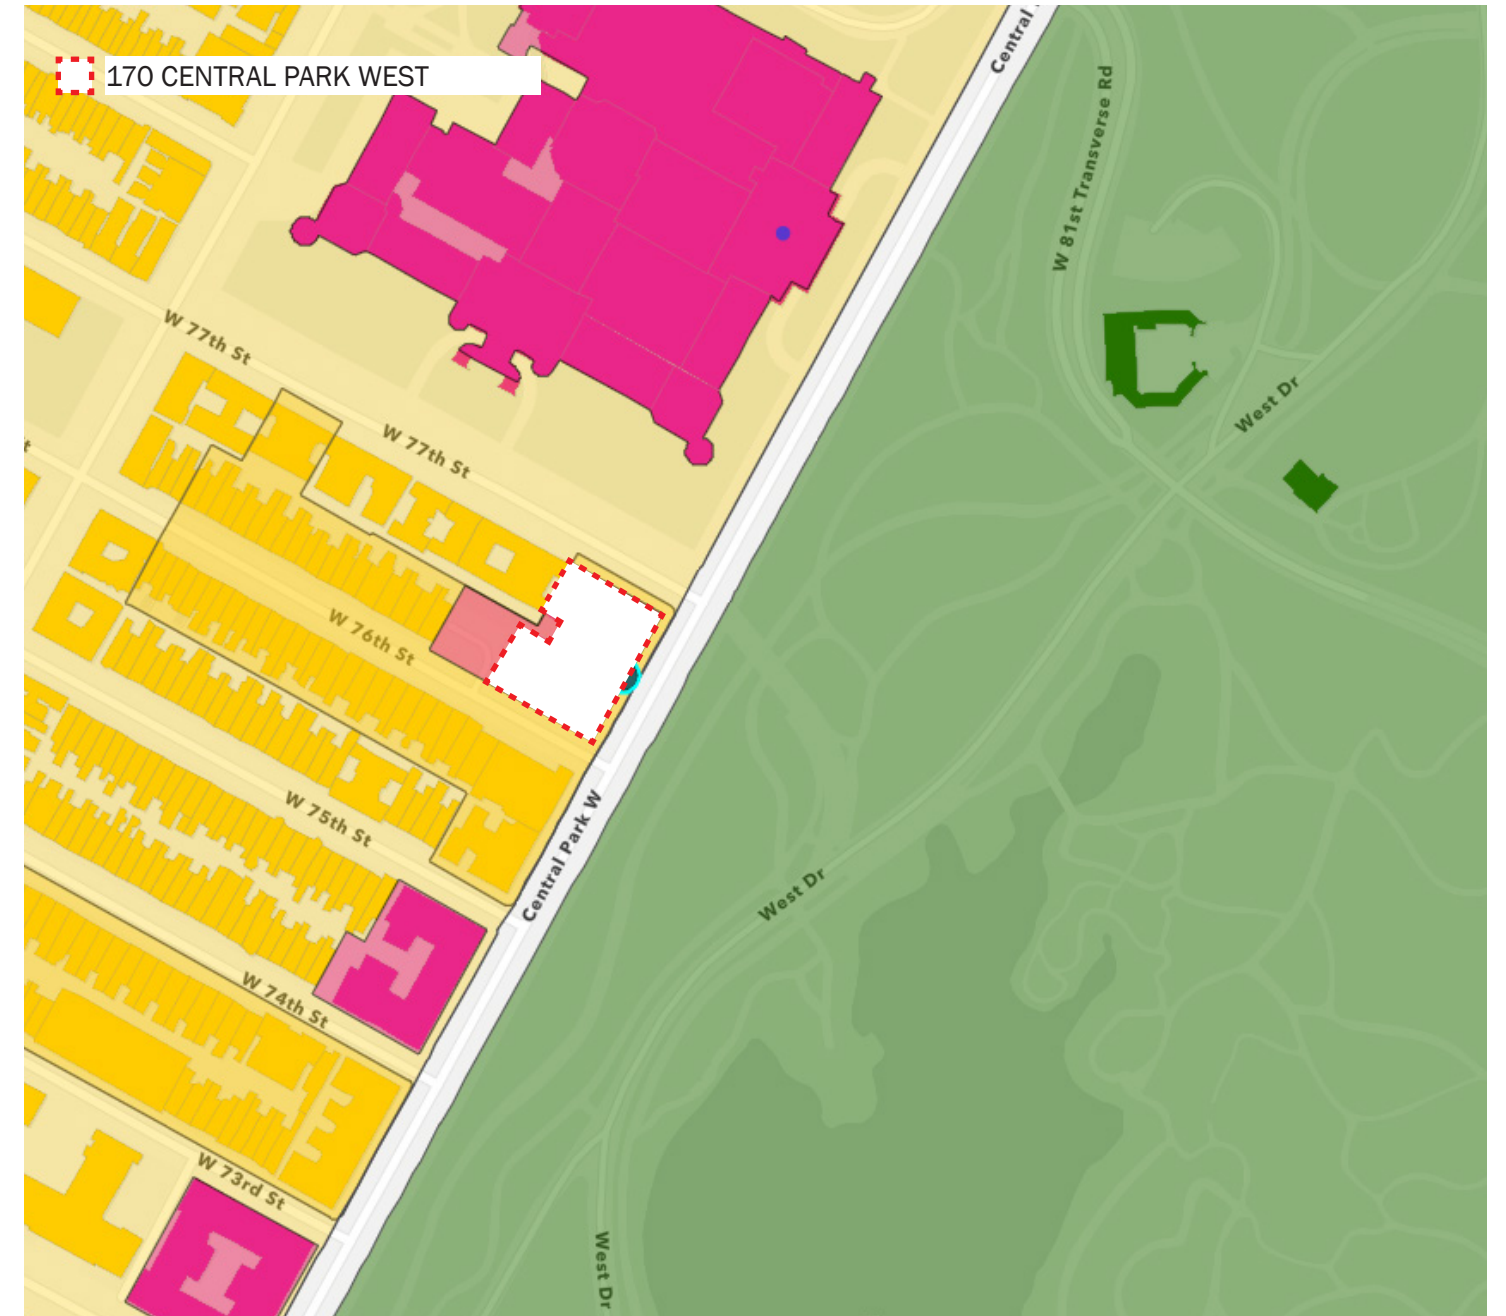 Central
170 CENTRAL PARK WEST
W 81st Transverse Rd
W 77th St
West Dr
W 77th St
W 76th St
W 75th St
Central Park W
West Dr
W 74th St
W 73rd St
West Dr